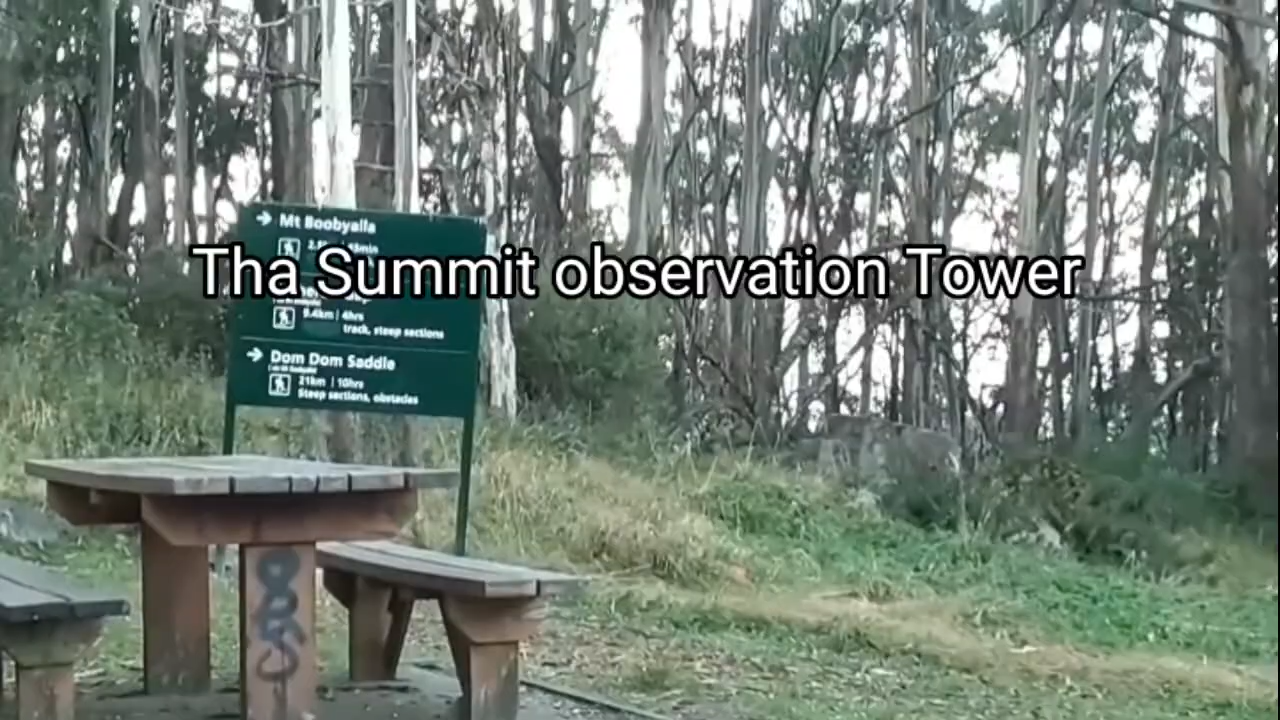 → Mt Boobyalla
Tha Summit observation Tower
9.4km | 4hrs
track, steep sections
→ Dom Dom Saddle
21km | 10hrs
Steep sections, obstacles